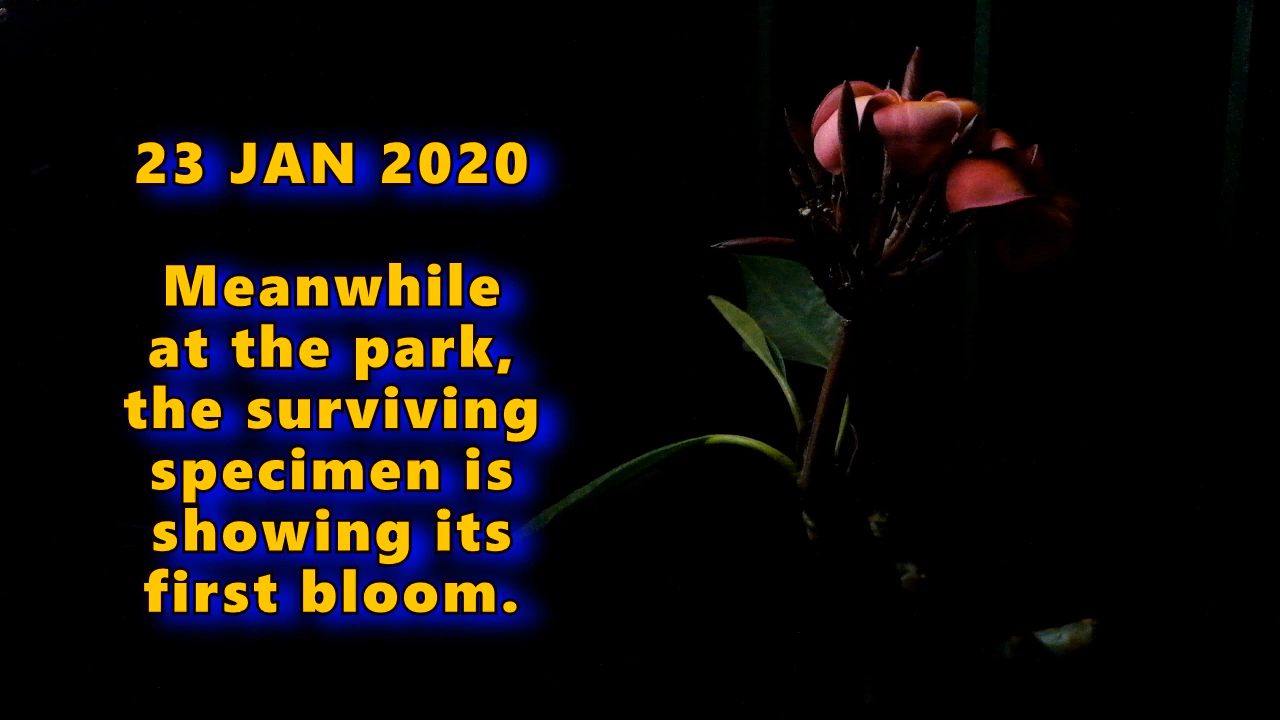 23 JAN 2020
Meanwhile
at the park,
the surviving
specimen is
showing its
first bloom.